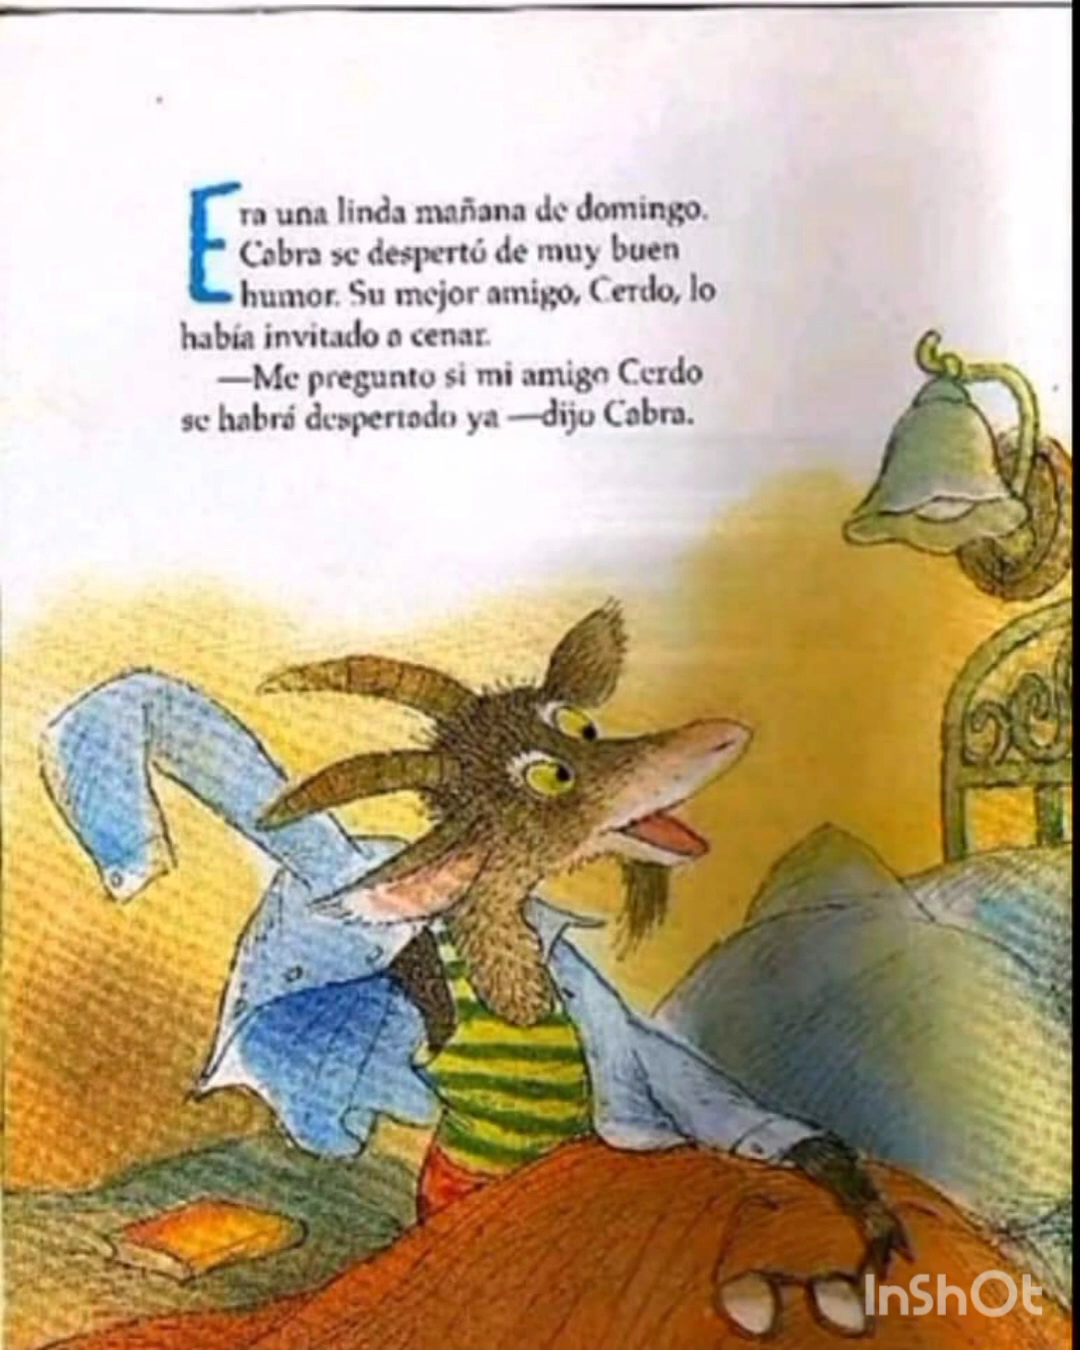 Era una linda mañana de domingo.
Cabra se despertó de muy buen
humor. Su mejor amigo, Cerdo, lo
había invitado a cenar.
—Me pregunto si mi amigo Cerdo
se habrá despertado ya —dijo Cabra.
InShOt